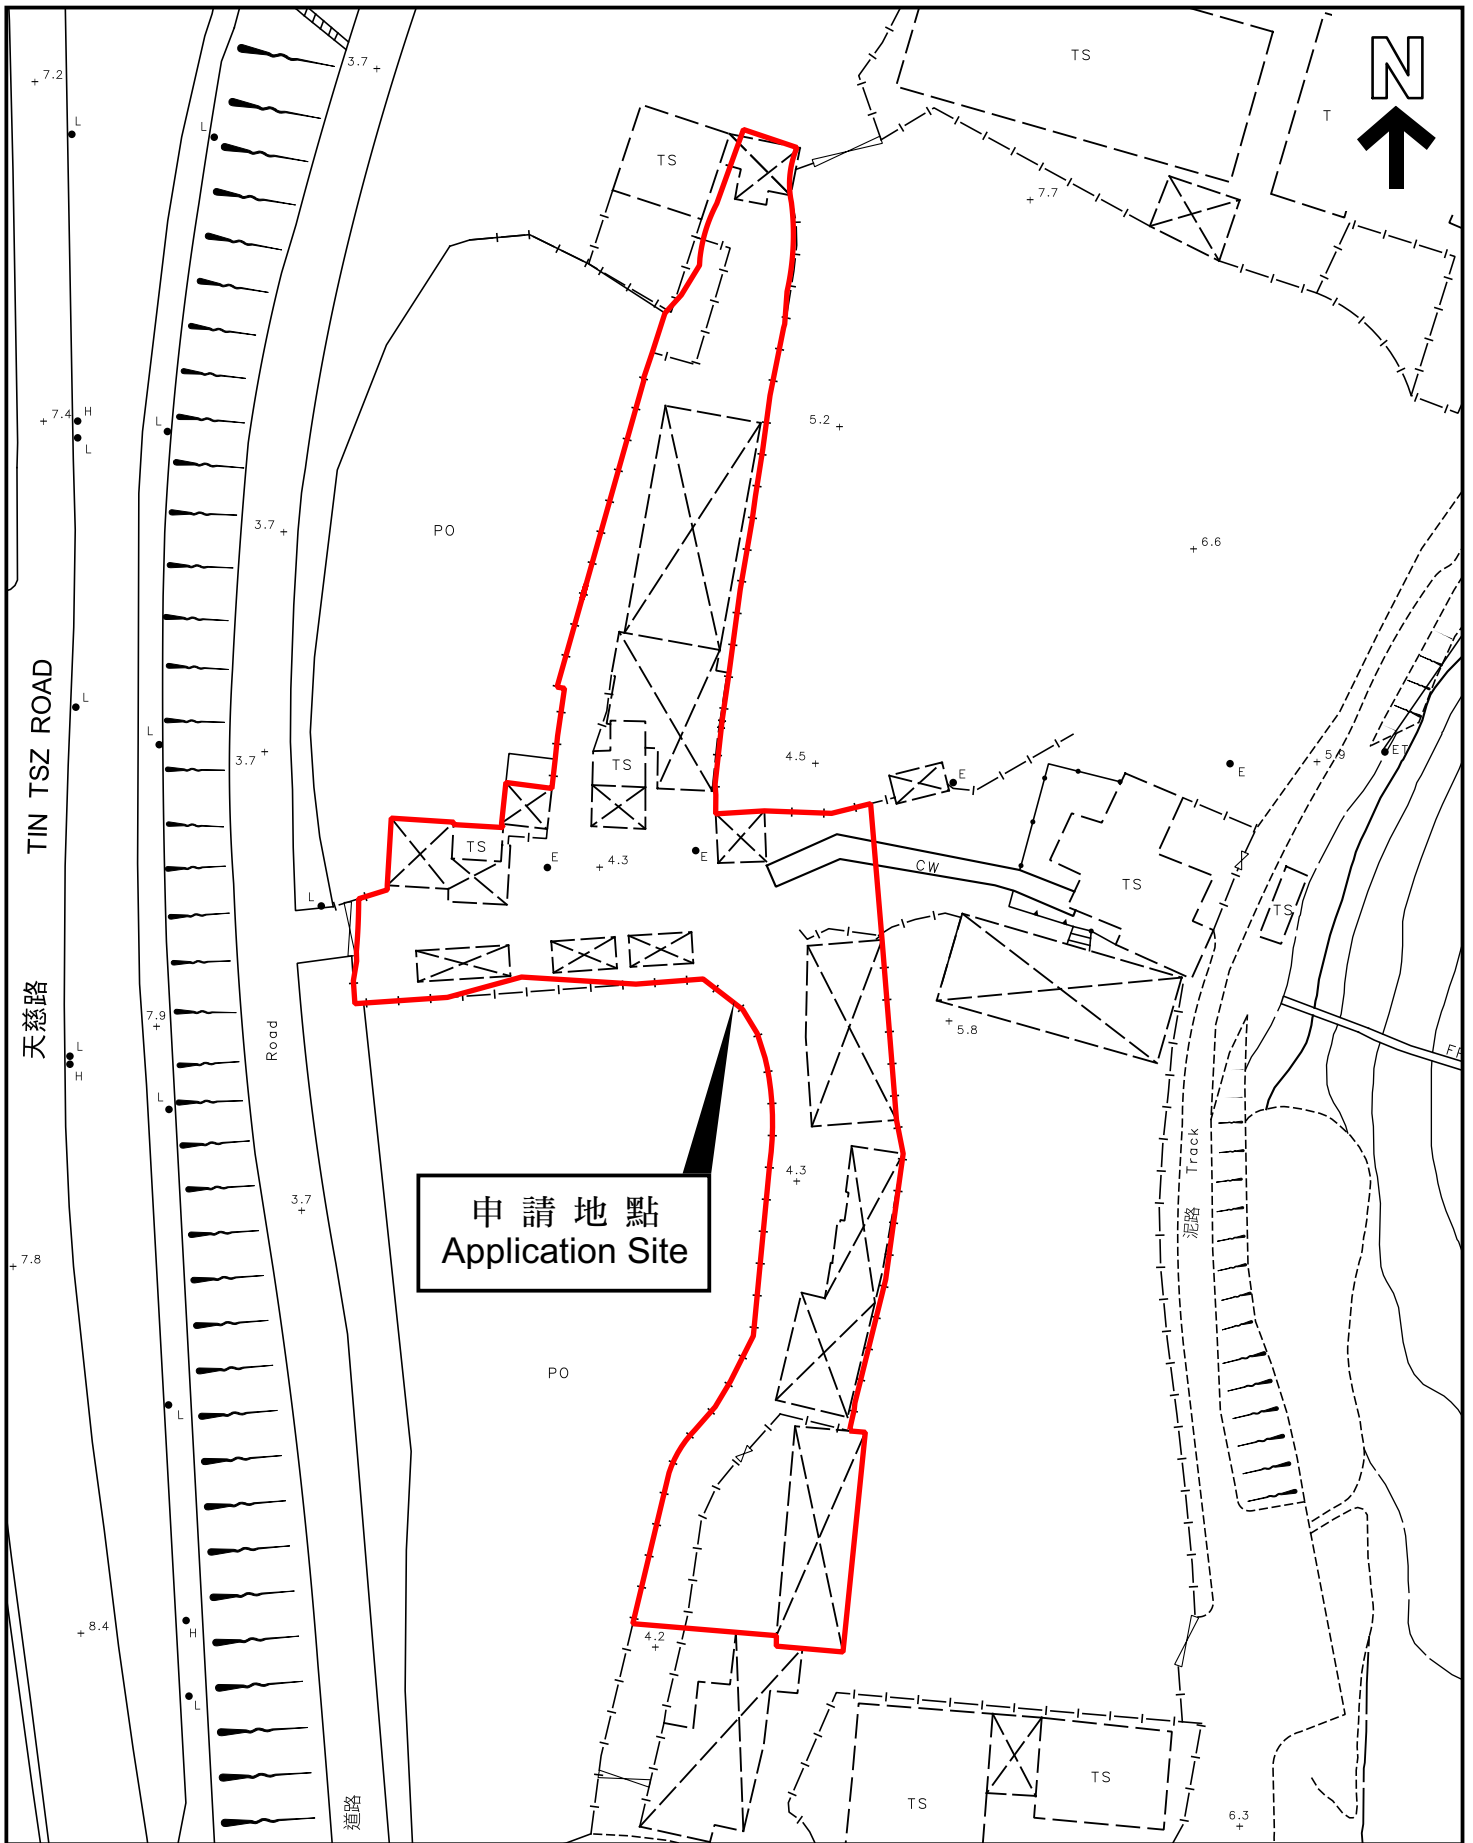 TS
N
3.7
7.2
L
L
T
TS
7.7
7.4
H
L
L
5.2
3.7
PO
6.6
TIN TSZ ROAD
L
L
3.7
TS
4.5
E
E
5.9
ET
TS
E
4.3
E
CW
TS
TS
L
天慈路
7.9
Road
5.8
L
H
L
泥路 Track
4.3
3.7
申請地點
Application Site
7.8
PO
L
8.4
H
4.2
L
TS
TS
道路
6.3